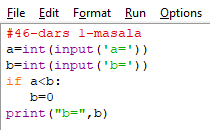 File Edit Format Run Options
#46-dars 1-masala
a=int(input('a='))
b=int(input('b='))
if a<b:
    b=0
print("b=",b)